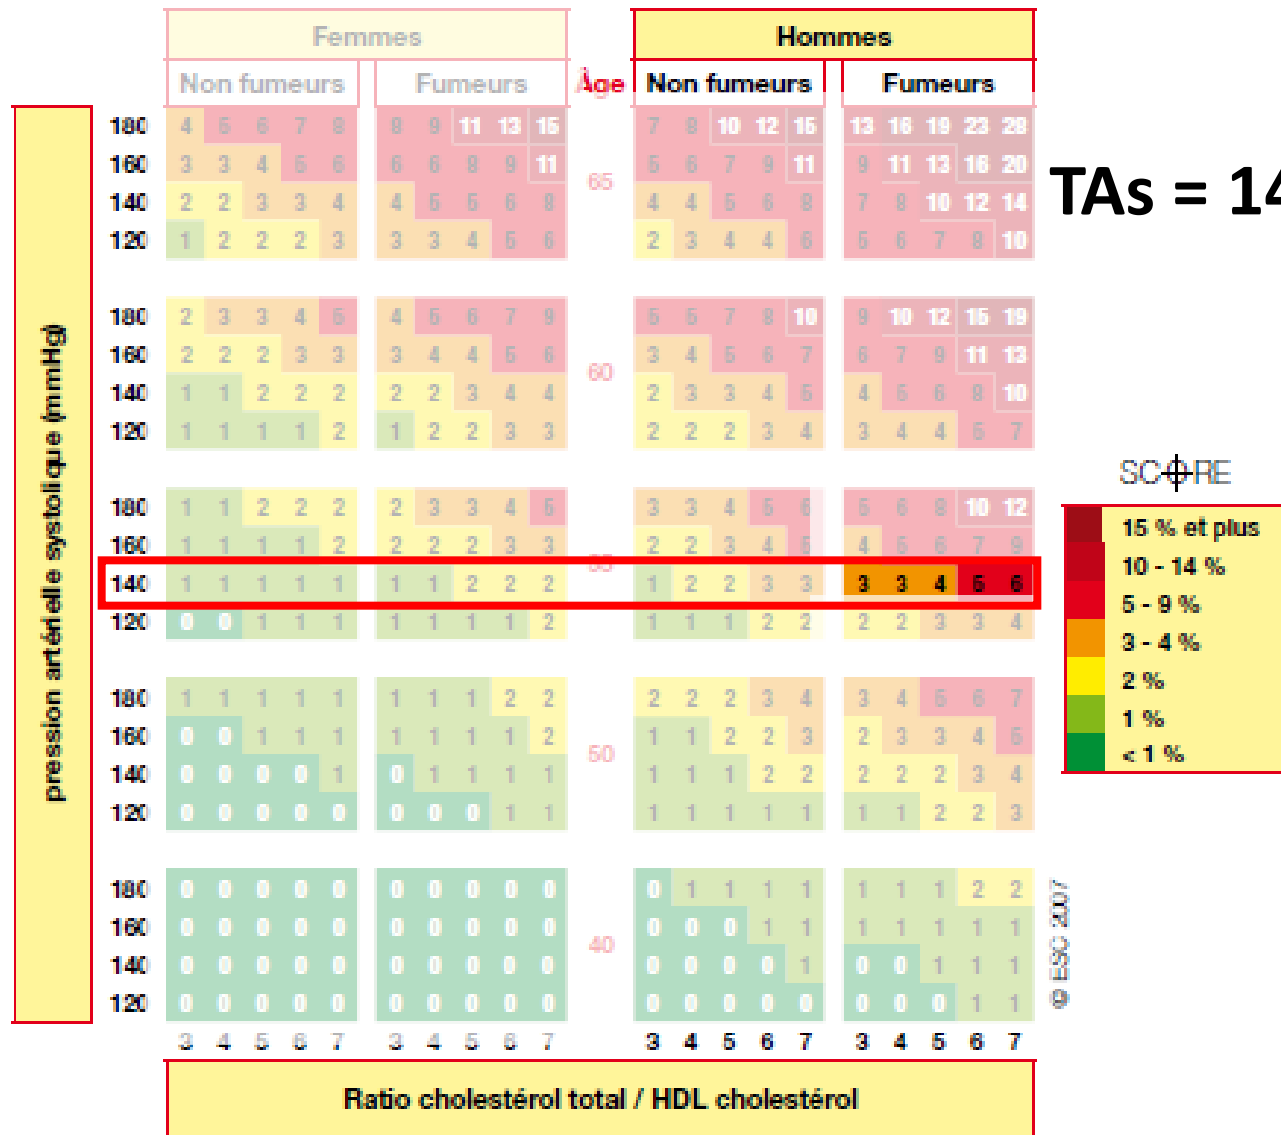 Femmes Hommes
Non fumeurs Fumeurs Âge Non fumeurs Fumeurs
180 4 5 6 7 8 8 9 11 13 15 7 8 10 12 15 13 16 19 23 28
160 3 3 4 5 6 6 6 8 9 11 5 6 7 9 11 9 11 13 16 20
65
140 2 2 3 3 4 4 5 5 6 8 4 4 5 6 8 7 8 10 12 14
120 1 2 2 2 3 3 3 4 5 6 2 3 4 4 6 5 6 7 8 10
TAs = 14
180 2 3 3 4 5 4 5 6 7 9 5 5 7 8 10 9 10 12 15 19
160 2 2 2 3 3 3 4 4 5 6 3 4 5 6 7 6 7 9 11 13
60
140 1 1 2 2 2 2 2 3 4 4 2 3 3 4 5 4 5 6 8 10
120 1 1 1 1 2 1 2 2 3 3 2 2 2 3 4 3 4 4 5 7
180 1 1 2 2 2 2 3 3 4 5 3 3 4 5 6 5 6 8 10 12
160 1 1 1 1 2 2 2 2 3 3 2 2 3 4 5 4 5 6 7 9
140 1 1 1 1 1 1 1 2 2 2 1 2 2 3 3 3 3 4 5 6
120 0 0 1 1 1 1 1 1 1 2 1 1 1 2 2 2 2 3 3 4
180 1 1 1 1 1 1 1 1 2 2 2 2 2 3 4 3 4 5 6 7
160 0 0 1 1 1 1 1 1 1 2 1 1 2 2 3 2 3 3 4 5
50
140 0 0 0 0 1 0 1 1 1 1 1 1 1 2 2 2 2 2 3 4
120 0 0 0 0 0 0 0 0 1 1 1 1 1 1 1 1 1 2 2 3
180 0 0 0 0 0 0 0 0 0 0 0 1 1 1 1 1 1 1 2 2
160 0 0 0 0 0 0 0 0 0 0 0 0 0 1 1 1 1 1 1 1
40
140 0 0 0 0 0 0 0 0 0 0 0 0 0 0 1 0 0 1 1 1
120 0 0 0 0 0 0 0 0 0 0 0 0 0 0 0 0 0 0 1 1
3 4 5 6 7 3 4 5 6 7 3 4 5 6 7 3 4 5 6 7
Ratio cholestérol total / HDL cholestérol
pression artérielle systolique (mmHg)
SCORE
15 % et plus
10 - 14 %
5 - 9 %
3 - 4 %
2 %
1 %
< 1 %
© ESC 2007